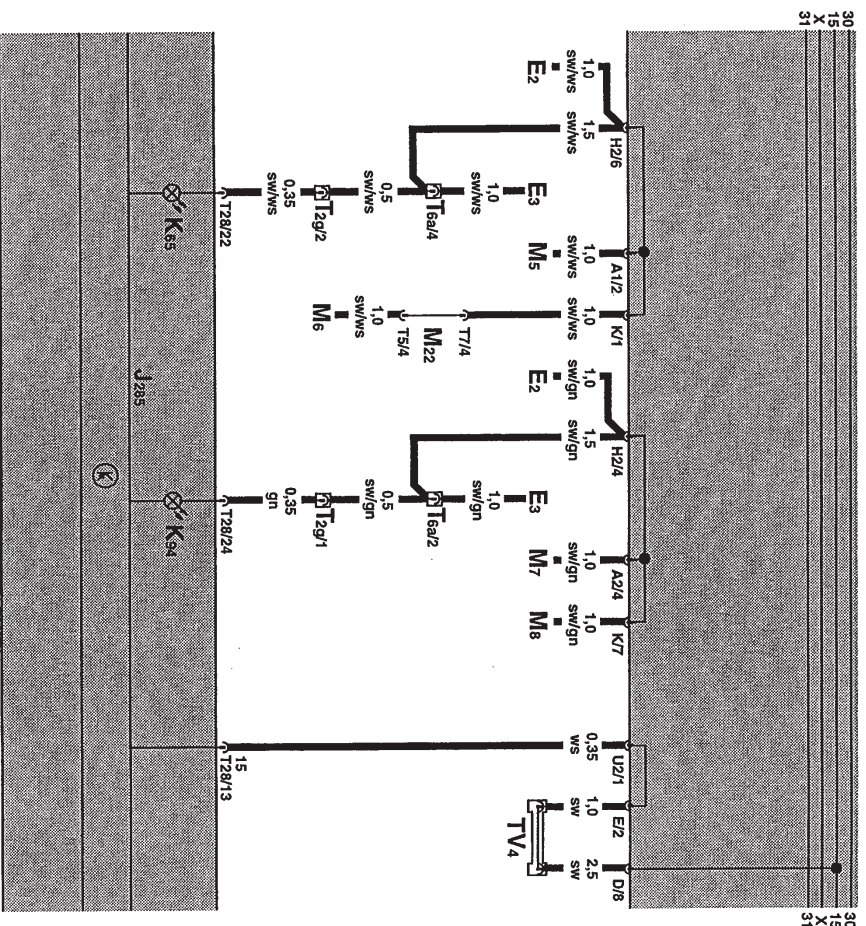 30 30
15 15
X X
31 31
H2/6 A1/2 K/1 H2/4 A2/4 K/7 U2/1 E/2 D/8
1,0 1,5 1,0 1,0 1,0 1,5 1,0 1,0 0,35 1,0 2,5
sw/ws sw/ws sw/ws sw/ws sw/gn sw/gn sw/gn sw/gn ws sw sw
E2 E3 M5 E2 E3 M7 M8 TV4
1,0 1,0
sw/ws T7/4 sw/gn
T6a/4 M22 T6a/2
0,5 T5/4 0,5
sw/ws 1,0 sw/gn
sw/ws
T2g/2 M6 T2g/1
0,35 0,35
sw/ws gn
15
T28/22 T28/24 T28/13
K65 K94
J285
k